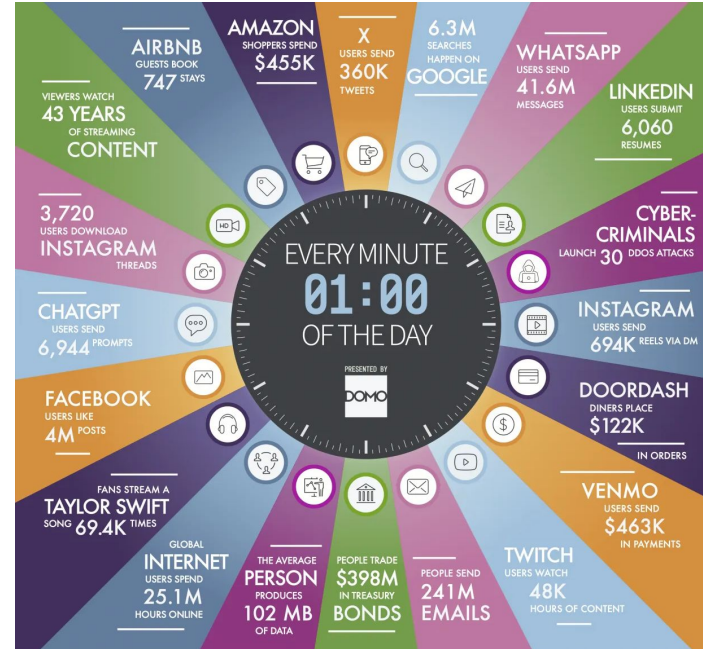 EVERY MINUTE
01:00
OF THE DAY
PRESENTED BY
DOMO
X
USERS SEND
360K
TWEETS
6.3M
SEARCHES
HAPPEN ON
GOOGLE
WHATSAPP
USERS SEND
41.6M
MESSAGES
LINKEDIN
USERS SUBMIT
6,060
RESUMES
CYBER-
CRIMINALS
LAUNCH 30 DDOS ATTACKS
INSTAGRAM
USERS SEND
694K REELS VIA DM
DOORDASH
DINERS PLACE
$122K
IN ORDERS
VENMO
USERS SEND
$463K
IN PAYMENTS
TWITCH
USERS WATCH
48K
HOURS OF CONTENT
PEOPLE SEND
241M
EMAILS
PEOPLE TRADE
$398M
IN TREASURY
BONDS
THE AVERAGE
PERSON
PRODUCES
102 MB
OF DATA
GLOBAL
INTERNET
USERS SPEND
25.1M
HOURS ONLINE
FANS STREAM A
TAYLOR SWIFT
SONG 69.4K TIMES
FACEBOOK
USERS LIKE
4M POSTS
CHATGPT
USERS SEND
6,944 PROMPTS
3,720
USERS DOWNLOAD
INSTAGRAM
THREADS
VIEWERS WATCH
43 YEARS
OF STREAMING
CONTENT
AIRBNB
GUESTS BOOK
747 STAYS
AMAZON
SHOPPERS SPEND
$455K
HD